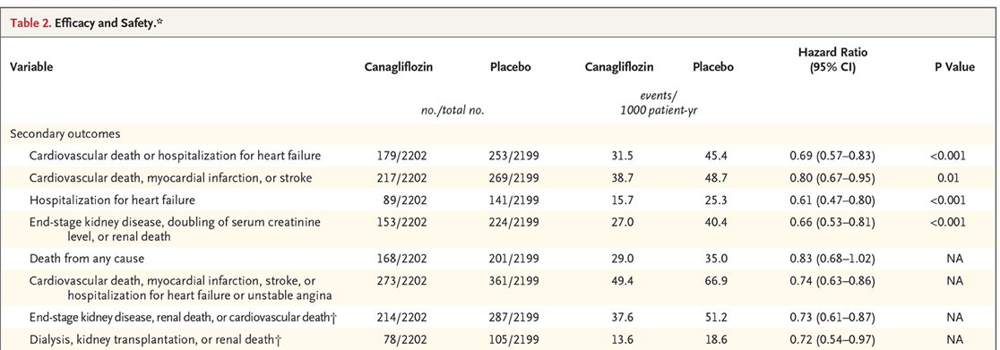 Table 2. Efficacy and Safety.*
Variable Canagliflozin Placebo Canagliflozin Placebo Hazard Ratio (95% CI) P Value
no./total no. events/1000 patient-yr
Secondary outcomes
Cardiovascular death or hospitalization for heart failure 179/2202 253/2199 31.5 45.4 0.69 (0.57–0.83) <0.001
Cardiovascular death, myocardial infarction, or stroke 217/2202 269/2199 38.7 48.7 0.80 (0.67–0.95) 0.01
Hospitalization for heart failure 89/2202 141/2199 15.7 25.3 0.61 (0.47–0.80) <0.001
End-stage kidney disease, doubling of serum creatinine 153/2202 224/2199 27.0 40.4 0.66 (0.53–0.81) <0.001
level, or renal death
Death from any cause 168/2202 201/2199 29.0 35.0 0.83 (0.68–1.02) NA
Cardiovascular death, myocardial infarction, stroke, or 273/2202 361/2199 49.4 66.9 0.74 (0.63–0.86) NA
hospitalization for heart failure or unstable angina
End-stage kidney disease, renal death, or cardiovascular death† 214/2202 287/2199 37.6 51.2 0.73 (0.61–0.87) NA
Dialysis, kidney transplantation, or renal death† 78/2202 105/2199 13.6 18.6 0.72 (0.54–0.97) NA